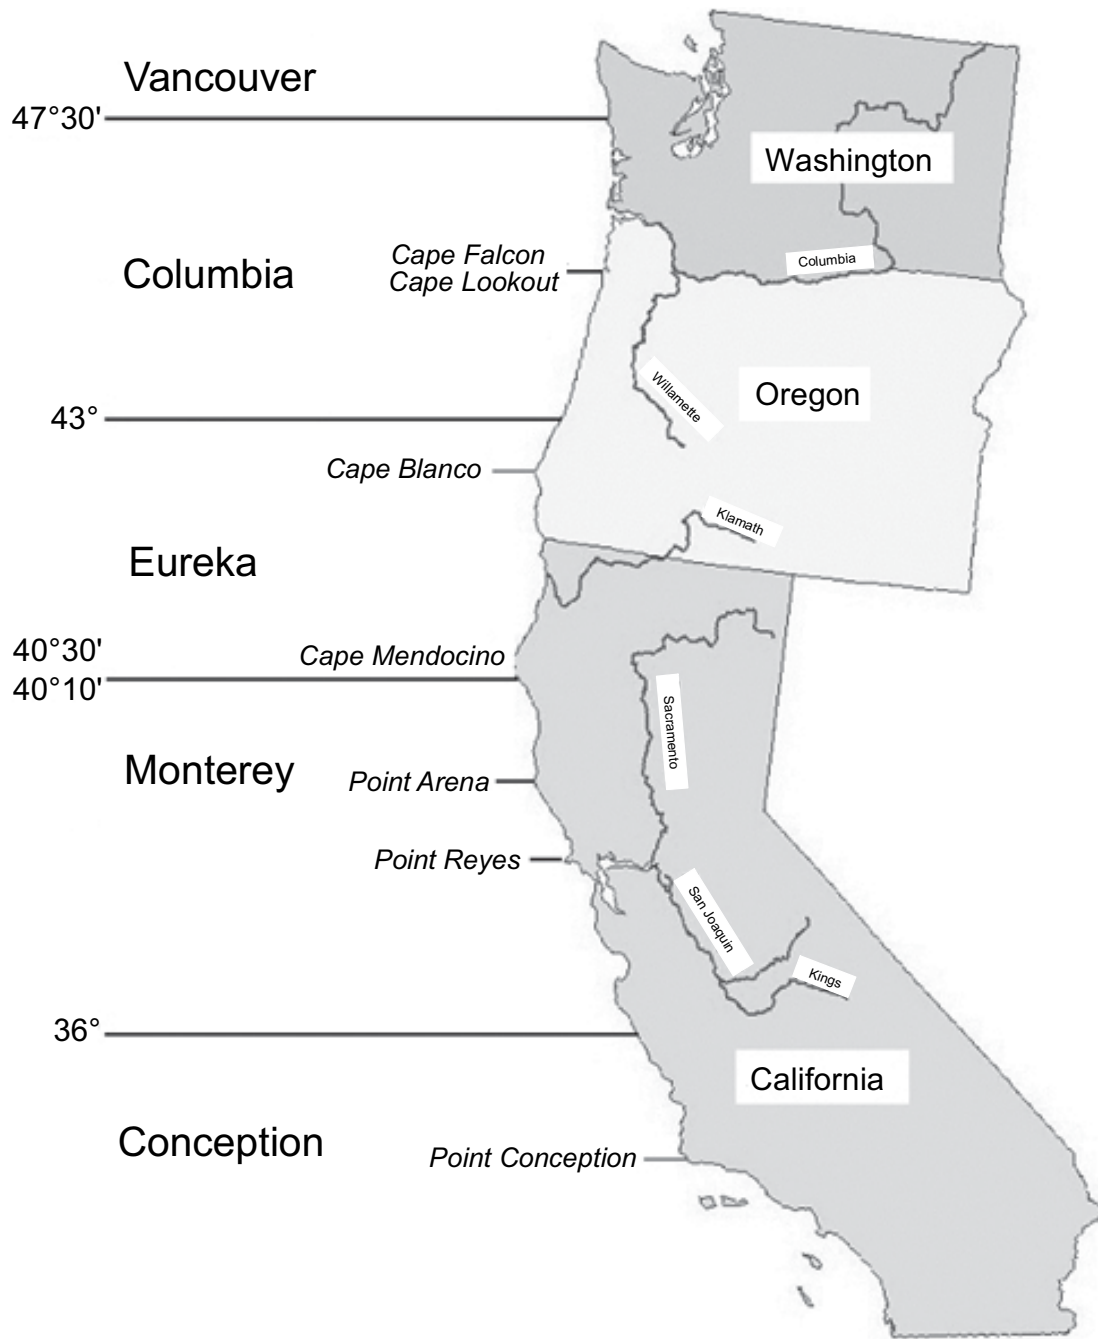 Vancouver
47°30'
Washington
Columbia
Cape Falcon
Cape Lookout
Columbia
Willamette
Oregon
43°
Cape Blanco
Klamath
Eureka
40°30'
Cape Mendocino
40°10'
Sacramento
Monterey
Point Arena
Point Reyes
San Joaquin
Kings
36°
California
Conception
Point Conception